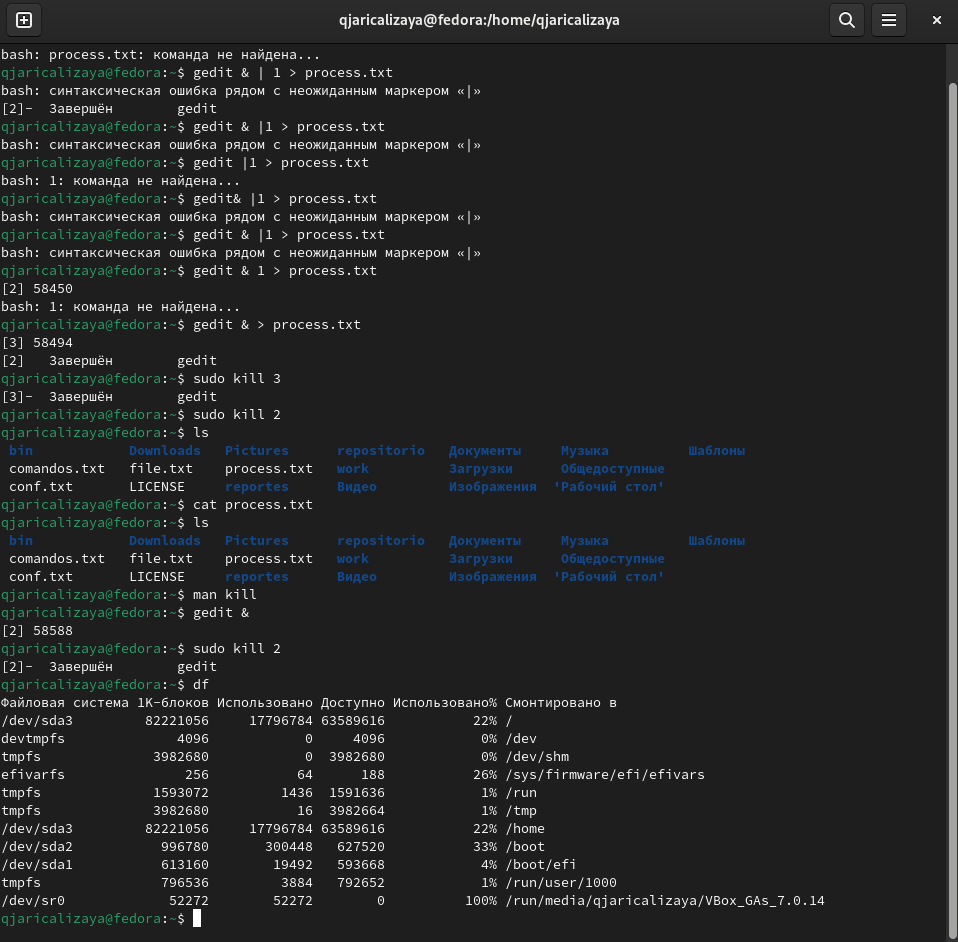 qjaricalizaya@fedora:/home/qjaricalizaya
bash: process.txt: команда не найдена...
qjaricalizaya@fedora:~$ gedit & | 1 > process.txt
bash: синтаксическая ошибка рядом с неожиданным маркером «|»
[2]-  Завершён        gedit
qjaricalizaya@fedora:~$ gedit & |1 > process.txt
bash: синтаксическая ошибка рядом с неожиданным маркером «|»
qjaricalizaya@fedora:~$ gedit |1 > process.txt
bash: 1: команда не найдена...
qjaricalizaya@fedora:~$ gedit& |1 > process.txt
bash: синтаксическая ошибка рядом с неожиданным маркером «|»
qjaricalizaya@fedora:~$ gedit & |1 > process.txt
bash: синтаксическая ошибка рядом с неожиданным маркером «|»
qjaricalizaya@fedora:~$ gedit & 1 > process.txt
[2] 58450
bash: 1: команда не найдена...
qjaricalizaya@fedora:~$ gedit & > process.txt
[3] 58494
[2]   Завершён        gedit
qjaricalizaya@fedora:~$ sudo kill 3
[3]-  Завершён        gedit
qjaricalizaya@fedora:~$ sudo kill 2
qjaricalizaya@fedora:~$ ls
 bin            Downloads   Pictures      repositorio   Документы     Музыка          Шаблоны
 comandos.txt   file.txt    process.txt   work          Загрузки      Общедоступные
 conf.txt       LICENSE     reportes      Видео         Изображения  'Рабочий стол'
qjaricalizaya@fedora:~$ cat process.txt
qjaricalizaya@fedora:~$ ls
 bin            Downloads   Pictures      repositorio   Документы     Музыка          Шаблоны
 comandos.txt   file.txt    process.txt   work          Загрузки      Общедоступные
 conf.txt       LICENSE     reportes      Видео         Изображения  'Рабочий стол'
qjaricalizaya@fedora:~$ man kill
qjaricalizaya@fedora:~$ gedit &
[2] 58588
qjaricalizaya@fedora:~$ sudo kill 2
[2]-  Завершён        gedit
qjaricalizaya@fedora:~$ df
Файловая система 1K-блоков Использовано Доступно Использовано% Смонтировано в
/dev/sda3         82221056     17796784 63589616           22% /
devtmpfs              4096            0     4096            0% /dev
tmpfs              3982680            0  3982680            0% /dev/shm
efivarfs               256           64      188           26% /sys/firmware/efi/efivars
tmpfs              1593072         1436  1591636            1% /run
tmpfs              3982680           16  3982664            1% /tmp
/dev/sda3         82221056     17796784 63589616           22% /home
/dev/sda2           996780       300448   627520           33% /boot
/dev/sda1           613160        19492   593668            4% /boot/efi
tmpfs               796536         3884   792652            1% /run/user/1000
/dev/sr0             52272        52272        0          100% /run/media/qjaricalizaya/VBox_GAs_7.0.14
qjaricalizaya@fedora:~$